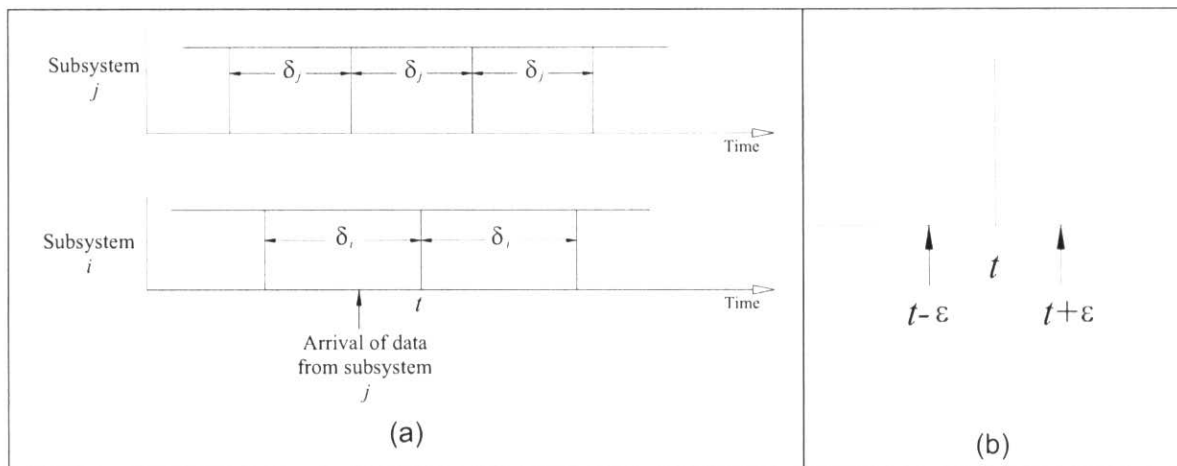 Subsystem
j
δj δj δj
Time
Subsystem
i
δi δi
t
Time
Arrival of data
from subsystem
j
(a)
t
t-ε t+ε
(b)